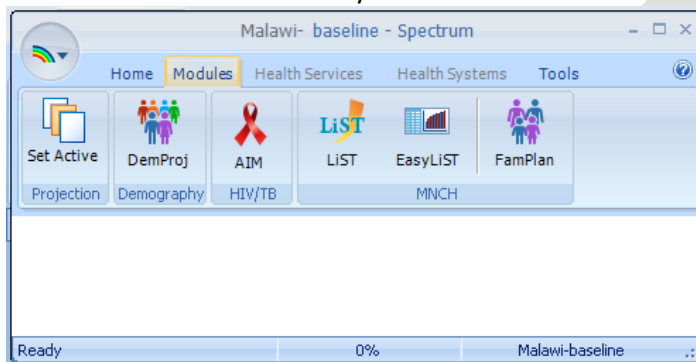 Malawi- baseline - Spectrum
Home Modules Health Services Health Systems Tools
Set Active DemProj AIM LiST LiST EasyLiST FamPlan
Projection Demography HIV/TB MNCH
Ready 0% Malawi-baseline